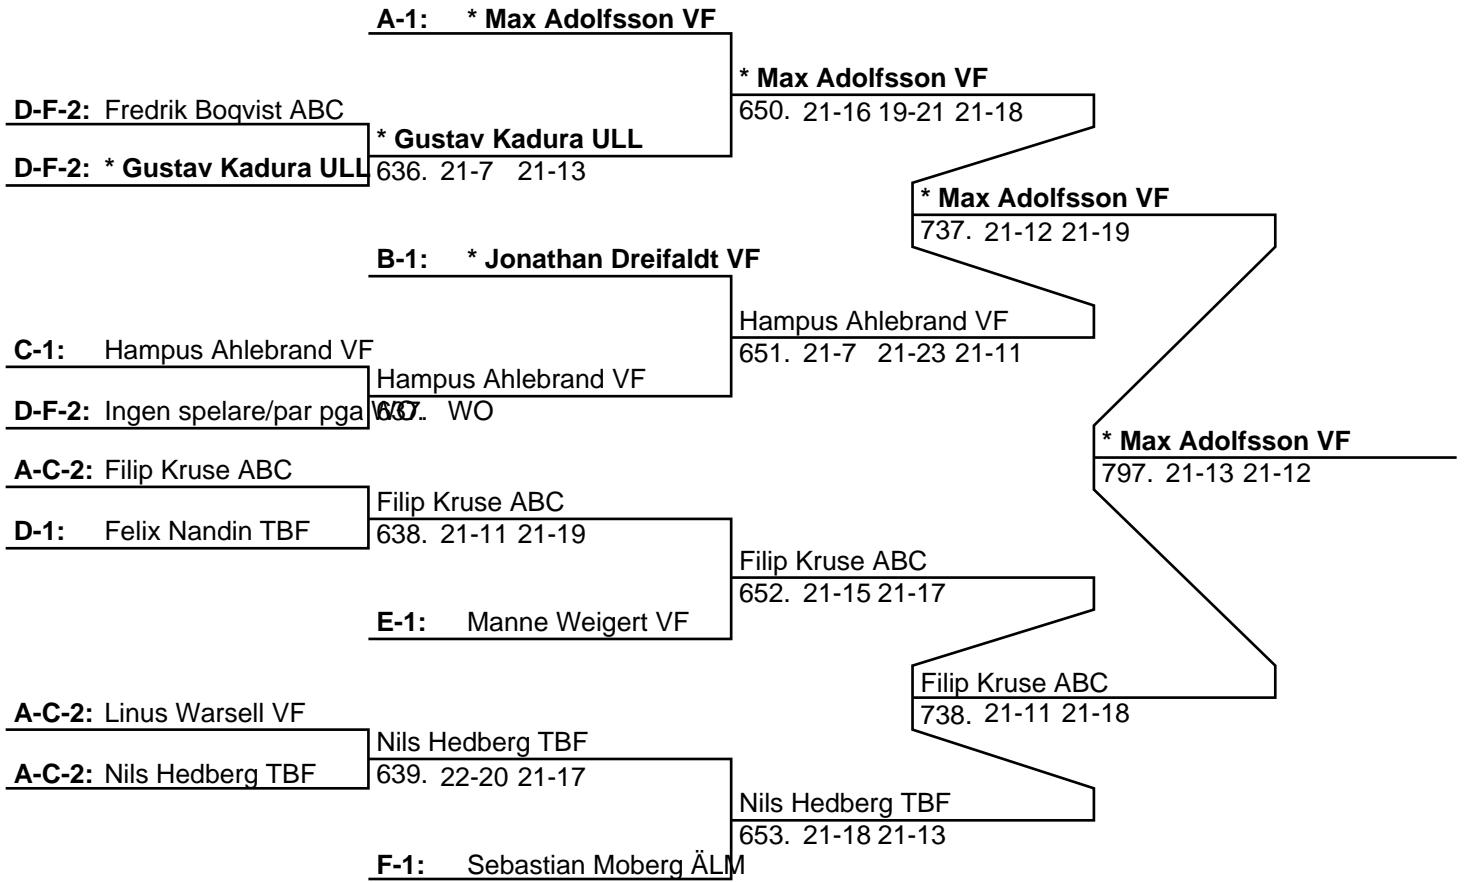 A-1: * Max Adolfsson VF
* Max Adolfsson VF
650. 21-16 19-21 21-18
D-F-2: Fredrik Boqvist ABC
* Gustav Kadura ULL
D-F-2: * Gustav Kadura ULL
636. 21-7 21-13
* Max Adolfsson VF
737. 21-12 21-19
B-1: * Jonathan Dreifaldt VF
Hampus Ahlebrand VF
651. 21-7 21-23 21-11
C-1: Hampus Ahlebrand VF
Hampus Ahlebrand VF
D-F-2: Ingen spelare/par pga WO.
637. WO
* Max Adolfsson VF
797. 21-13 21-12
A-C-2: Filip Kruse ABC
Filip Kruse ABC
D-1: Felix Nandin TBF
638. 21-11 21-19
Filip Kruse ABC
652. 21-15 21-17
E-1: Manne Weigert VF
Filip Kruse ABC
738. 21-11 21-18
A-C-2: Linus Warsell VF
Nils Hedberg TBF
A-C-2: Nils Hedberg TBF
639. 22-20 21-17
Nils Hedberg TBF
653. 21-18 21-13
F-1: Sebastian Moberg ÄLM